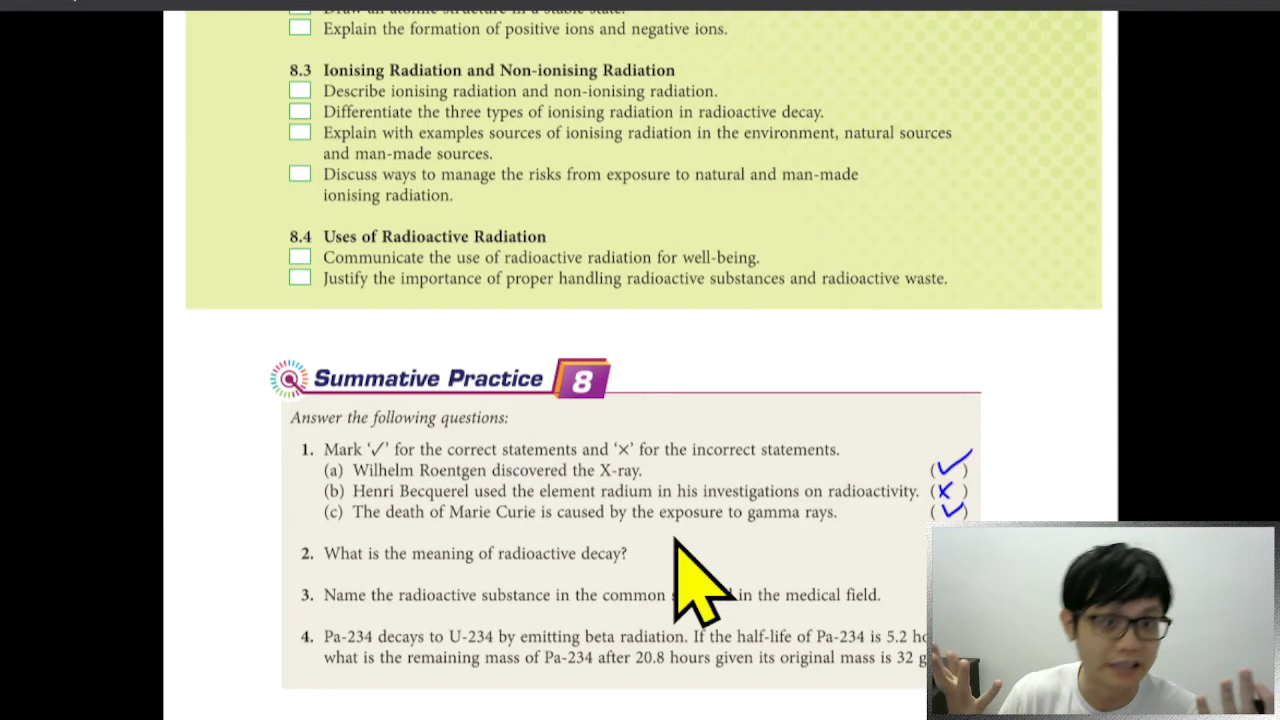 Draw an atomic structure in a stable state.
Explain the formation of positive ions and negative ions.
8.3 Ionising Radiation and Non-ionising Radiation
Describe ionising radiation and non-ionising radiation.
Differentiate the three types of ionising radiation in radioactive decay.
Explain with examples sources of ionising radiation in the environment, natural sources
and man-made sources.
Discuss ways to manage the risks from exposure to natural and man-made
ionising radiation.
8.4 Uses of Radioactive Radiation
Communicate the use of radioactive radiation for well-being.
Justify the importance of proper handling radioactive substances and radioactive waste.
Summative Practice 8
Answer the following questions:
1. Mark ‘✓’ for the correct statements and ‘×’ for the incorrect statements.
(a) Wilhelm Roentgen discovered the X-ray. (✓)
(b) Henri Becquerel used the element radium in his investigations on radioactivity. (×)
(c) The death of Marie Curie is caused by the exposure to gamma rays. (✓)
2. What is the meaning of radioactive decay?
3. Name the radioactive substance in the common in the medical field.
4. Pa-234 decays to U-234 by emitting beta radiation. If the half-life of Pa-234 is 5.2
what is the remaining mass of Pa-234 after 20.8 hours given its original mass is 32 g